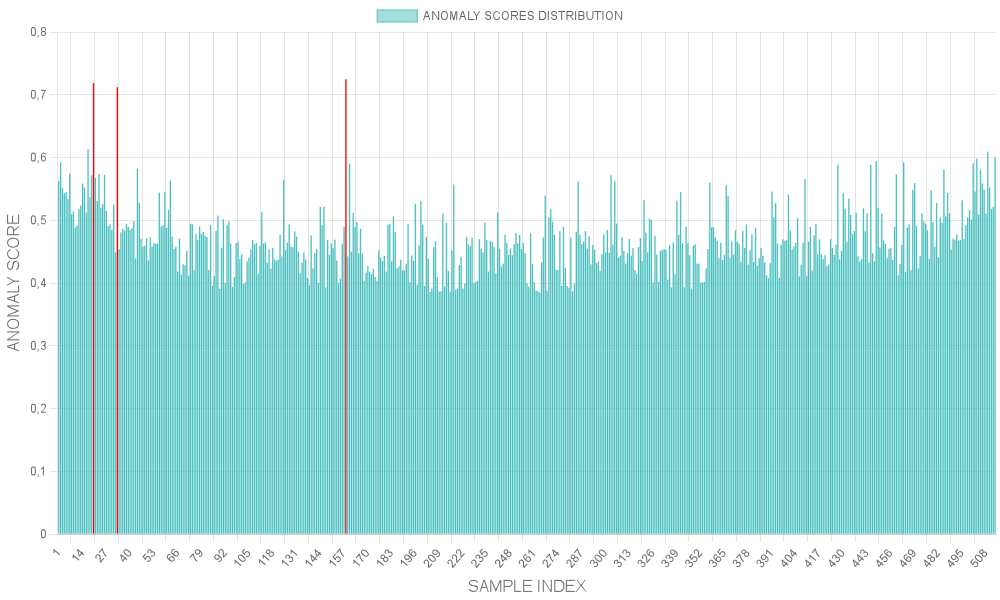 ANOMALY SCORES DISTRIBUTION
0,8
0,7
0,6
0,5
0,4
0,3
0,2
0,1
0
ANOMALY SCORE
1 14 27 40 53 66 79 92 105 118 131 144 157 170 183 196 209 222 235 248 261 274 287 300 313 326 339 352 365 378 391 404 417 430 443 456 469 482 495 508
SAMPLE INDEX